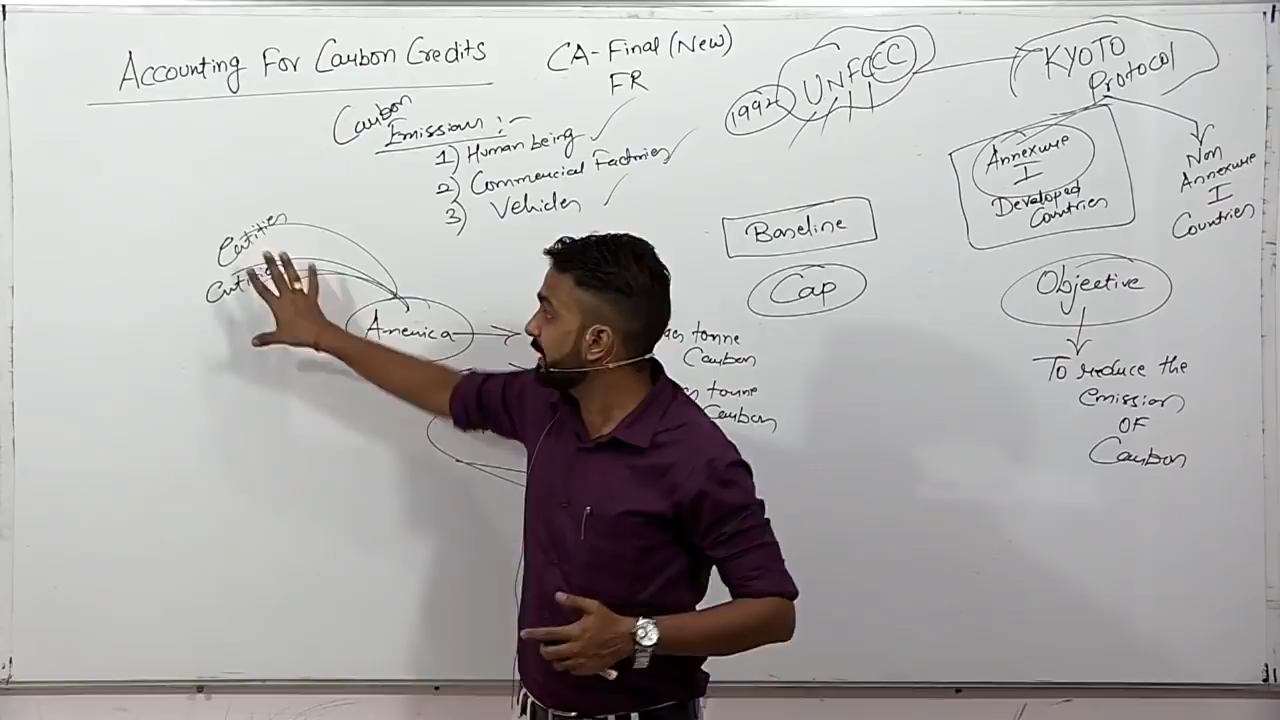 Accounting For Carbon Credits
CA-Final (New)
FR
Carbon
Emission :-
1) Human being
2) Commercial Factories
3) Vehicles
1992
UNFCCC
KYOTO
Protocol
Annexure
I
Developed
Countries
Non
Annexure
I
Countries
Baseline
Cap
Objective
To reduce the
emission
OF
Carbon
Entities
America
tonne
Carbon
tonne
Carbon